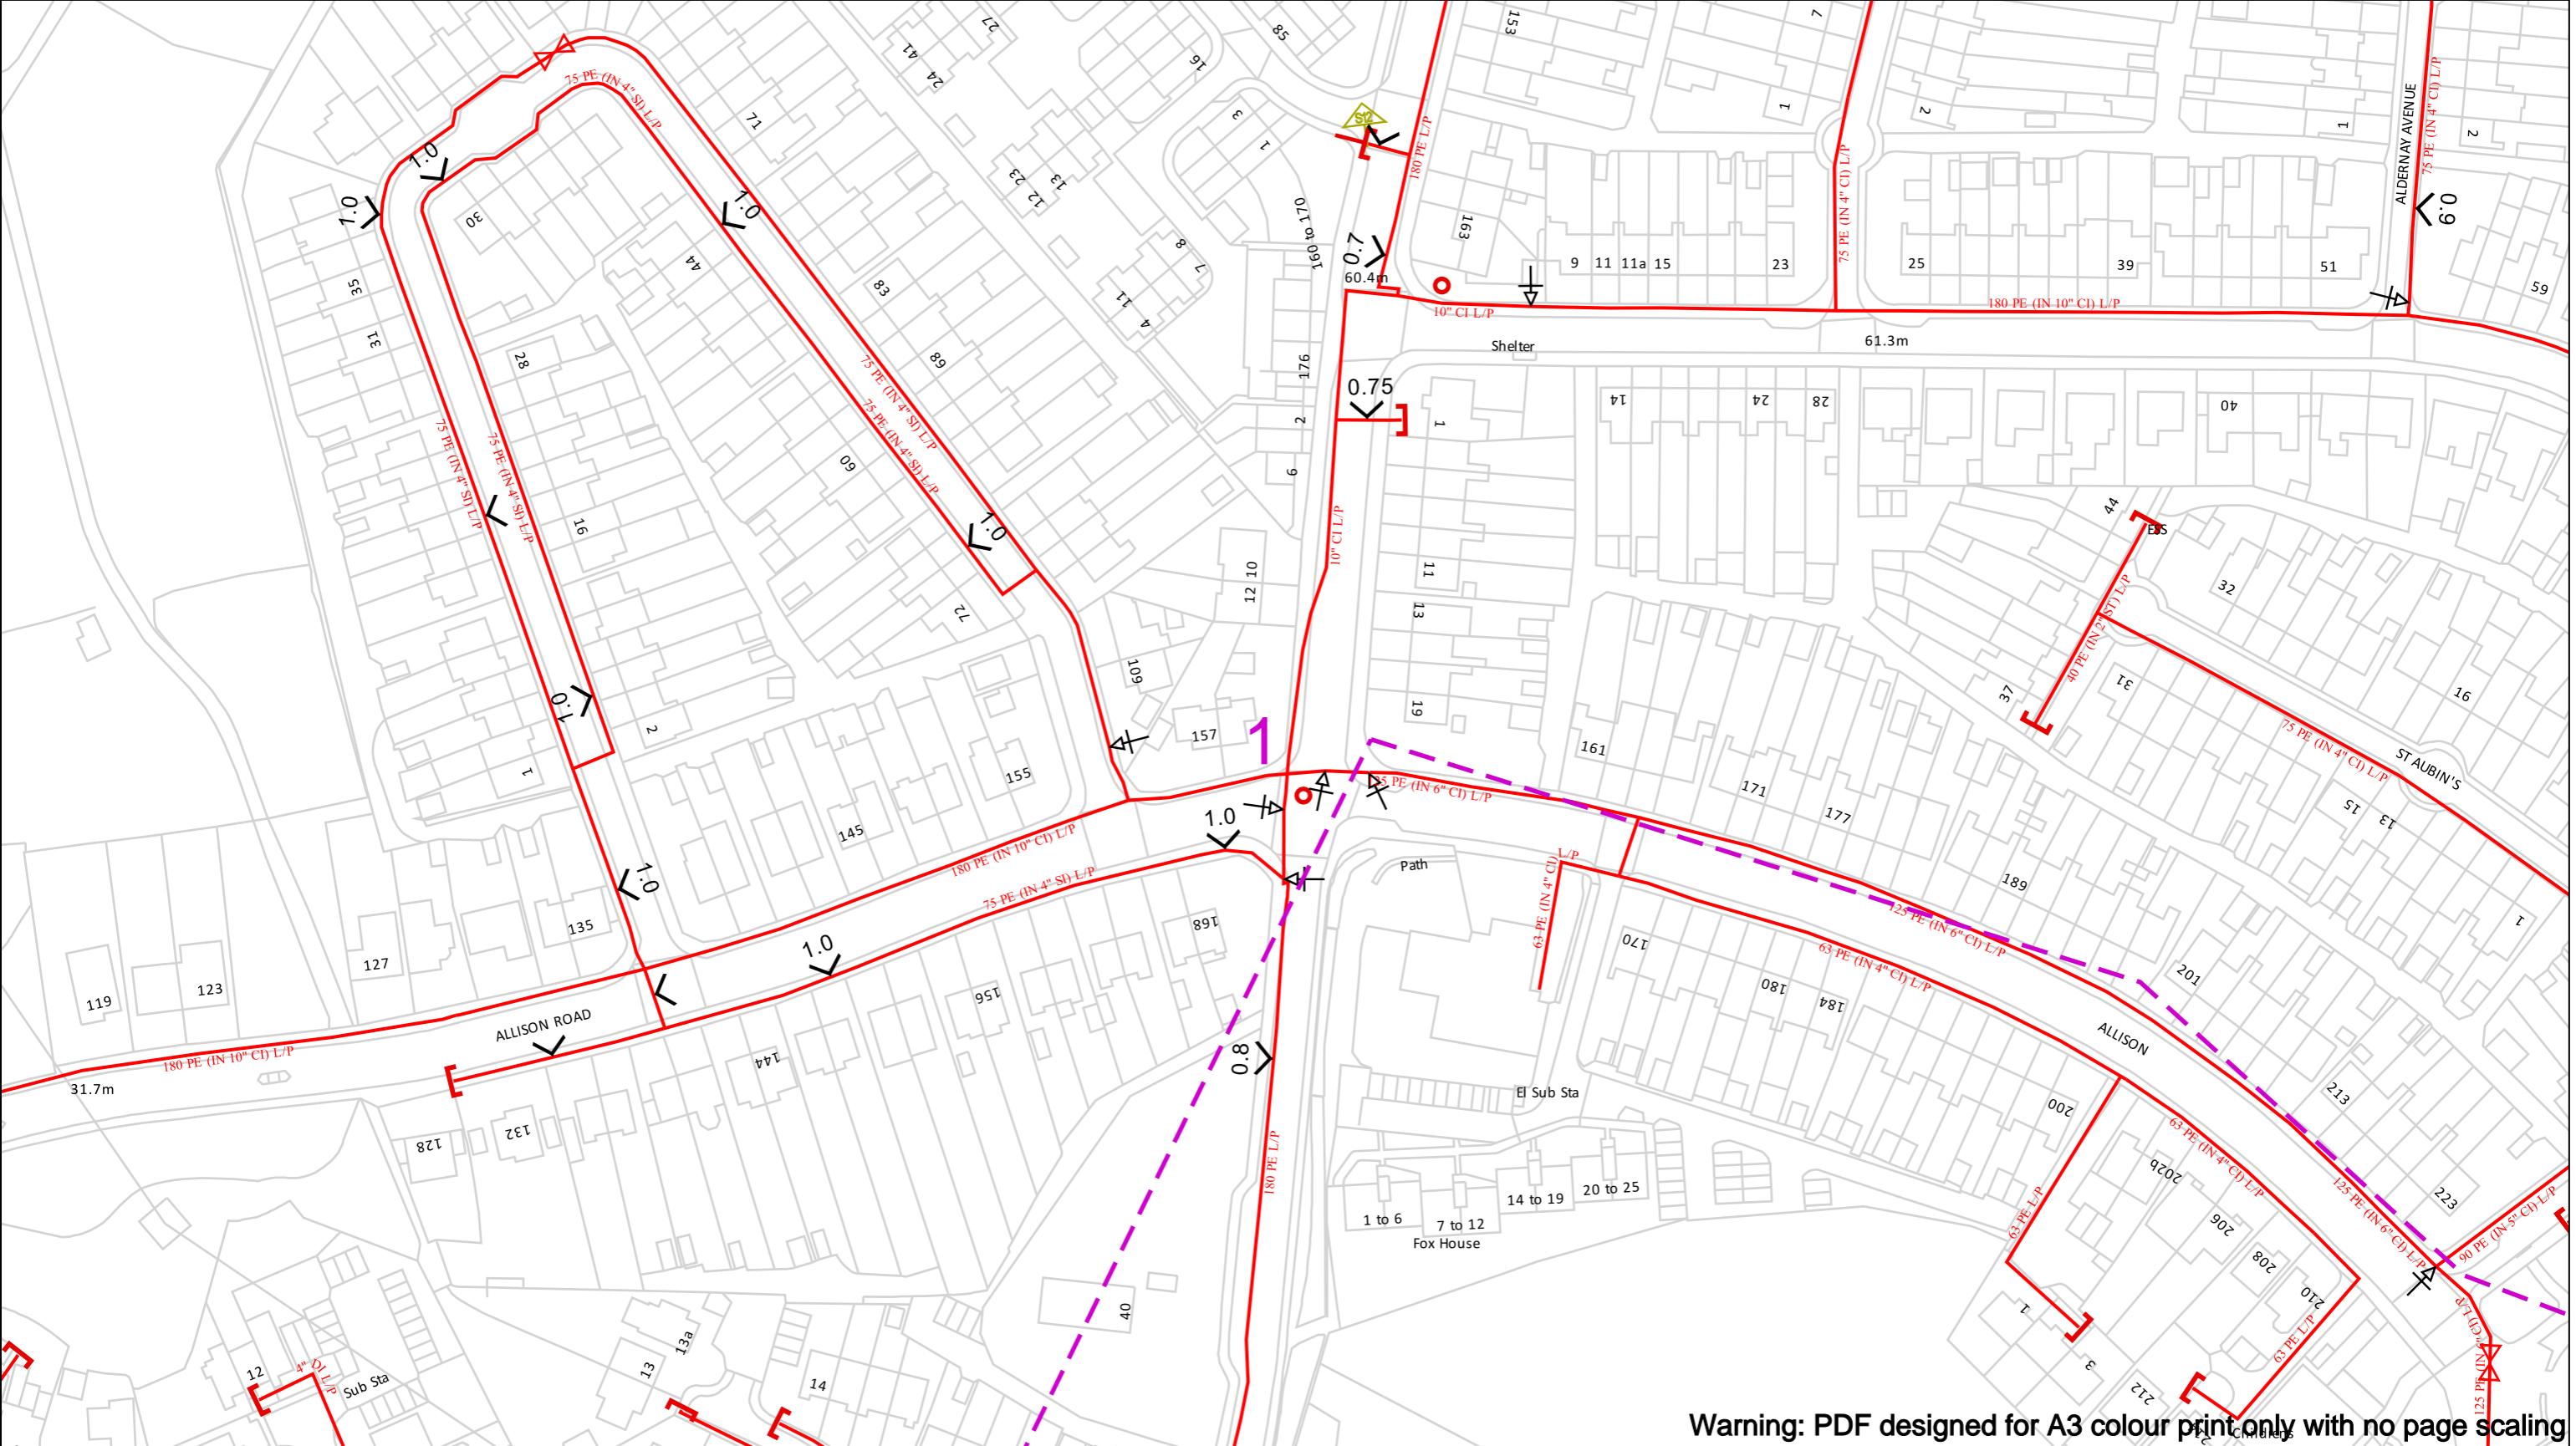 27
41
24
16
85
153
7
75 PE (IN 4" SI) L/P
71
3
1
S12
180 PE L/P
1
2
1
2
ALDERNAY AVENUE
75 PE (IN 4" CI) L/P
1.0
1.0
1.0
30
23
12
13
160 to 170
163
75 PE (IN 4" CI) L/P
0.9
44
8
7
0.7
60.4m
9
11
11a
15
23
25
39
51
59
35
31
83
11
4
10" CI L/P
180 PE (IN 10" CI) L/P
Shelter
61.3m
28
89
176
0.75
2
1
14
24
28
40
75 PE (IN 4" SI) L/P
75 PE (IN 4" SI) L/P
75 PE (IN 4" SI) L/P
75 PE (IN 4" SI) L/P
60
6
16
1.0
10" CI L/P
44
ESS
12 10
11
13
32
72
40 PE (IN 2" ST) L/P
109
31
37
16
1.0
2
19
157
1
161
75 PE (IN 4" CI) L/P
ST AUBIN'S
1
155
145
171
177
15
13
1.0
180 PE (IN 10" CI) L/P
75 PE (IN 4" SI) L/P
Path
63 PE (IN 4" CI)
L/P
189
1.0
135
168
1
125 PE (IN 6" CI) L/P
63 PE (IN 4" CI) L/P
170
180
184
201
1.0
127
119
123
156
144
ALLISON ROAD
ALLISON
180 PE (IN 10" CI) L/P
31.7m
0.8
El Sub Sta
200
213
128
132
180 PE L/P
63 PE (IN 4" CI) L/P
202b
206
208
210
125 PE (IN 6" CI) L/P
223
90 PE (IN 5" CI) L/P
63 PE L/P
1 to 6
7 to 12
14 to 19
20 to 25
Fox House
40
1
3
212
63 PE L/P
12
4" DI L/P
Sub Sta
13
13a
14
Warning: PDF designed for A3 colour print only with no page scaling